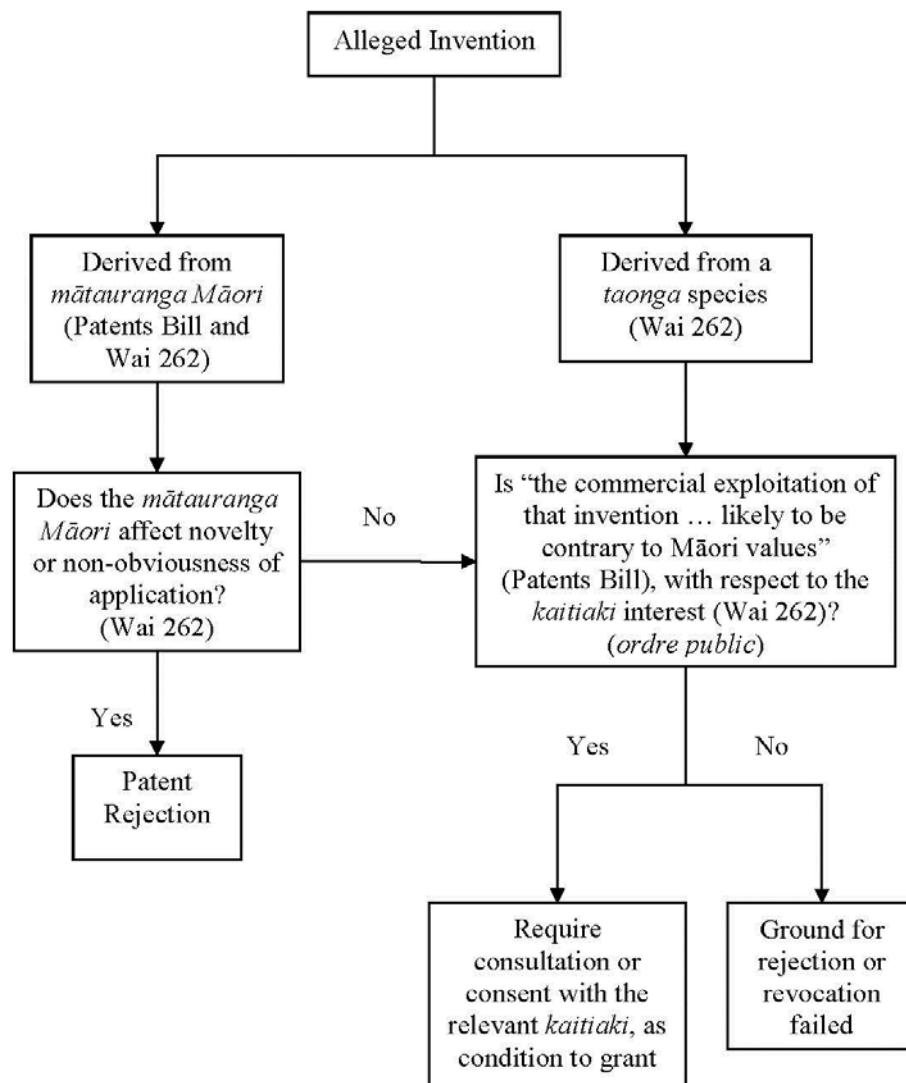 Alleged Invention
Derived from
mātauranga Māori
(Patents Bill and
Wai 262)
Derived from a
taonga species
(Wai 262)
Does the mātauranga
Māori affect novelty
or non-obviousness of
application?
(Wai 262)
No
Is “the commercial exploitation of
that invention … likely to be
contrary to Māori values”
(Patents Bill), with respect to the
kaitiaki interest (Wai 262)?
(ordre public)
Yes
Patent
Rejection
Yes
No
Require
consultation or
consent with the
relevant kaitiaki, as
condition to grant
Ground for
rejection or
revocation
failed